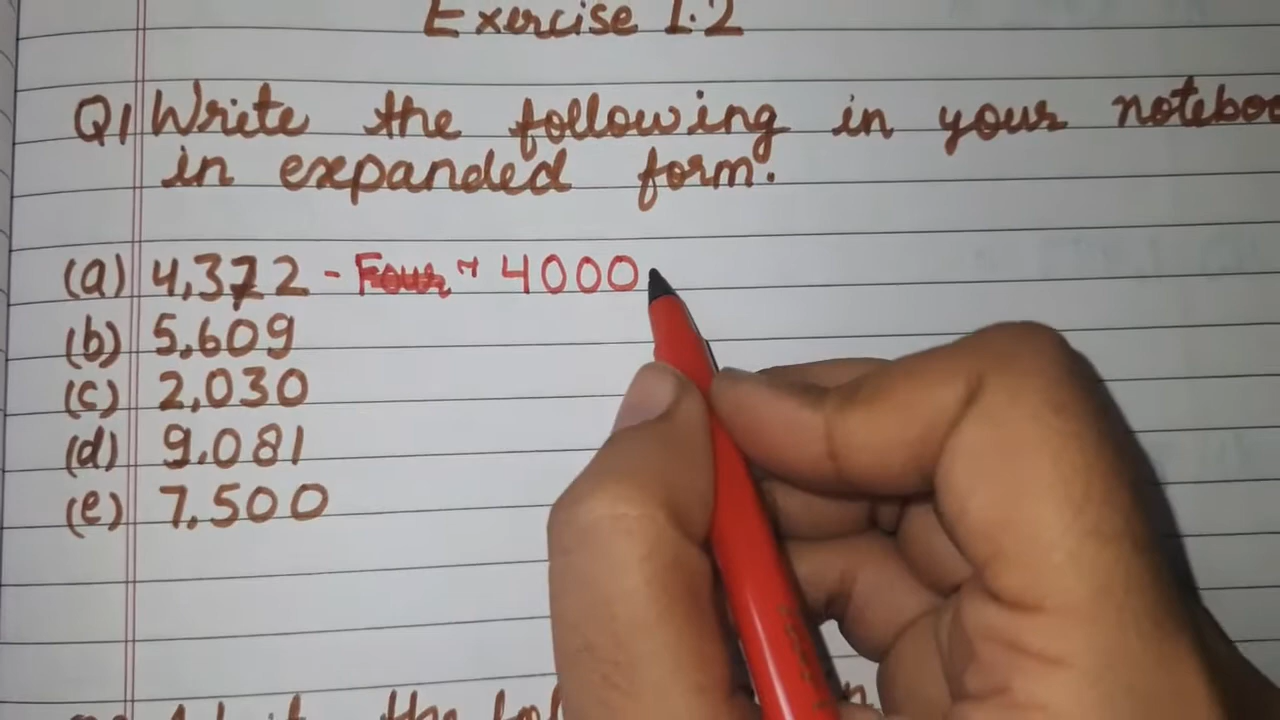 Exercise 1.2
Q1 Write the following in your
in expanded form.
(a) 4,372 - Four - 4000
(b) 5,609
(c) 2,030
(d) 9,081
(e) 7,500
the